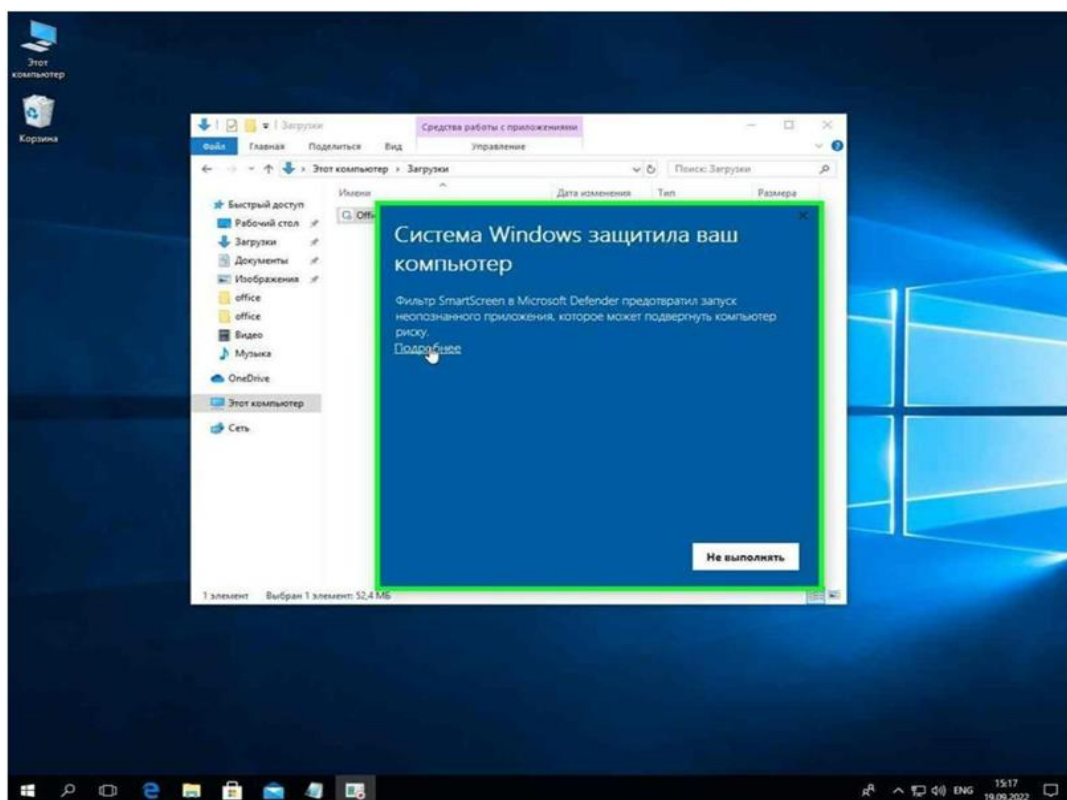 Этот
компьютер
Корзина
Загрузки
Средства работы с приложениями
Файл Главная Поделиться Вид Управление
Этот компьютер › Загрузки
Поиск: Загрузки
Имя Дата изменения Тип Размер
Быстрый доступ
Рабочий стол
Загрузки
Документы
Изображения
office
office
Видео
Музыка
OneDrive
Этот компьютер
Сеть
Система Windows защитила ваш
компьютер
Фильтр SmartScreen в Microsoft Defender предотвратил запуск
неопознанного приложения, которое может подвергнуть компьютер
риску.
Подробнее
Не выполнять
1 элемент Выбран 1 элемент: 52,4 МБ
ENG
15:17
19.09.2022